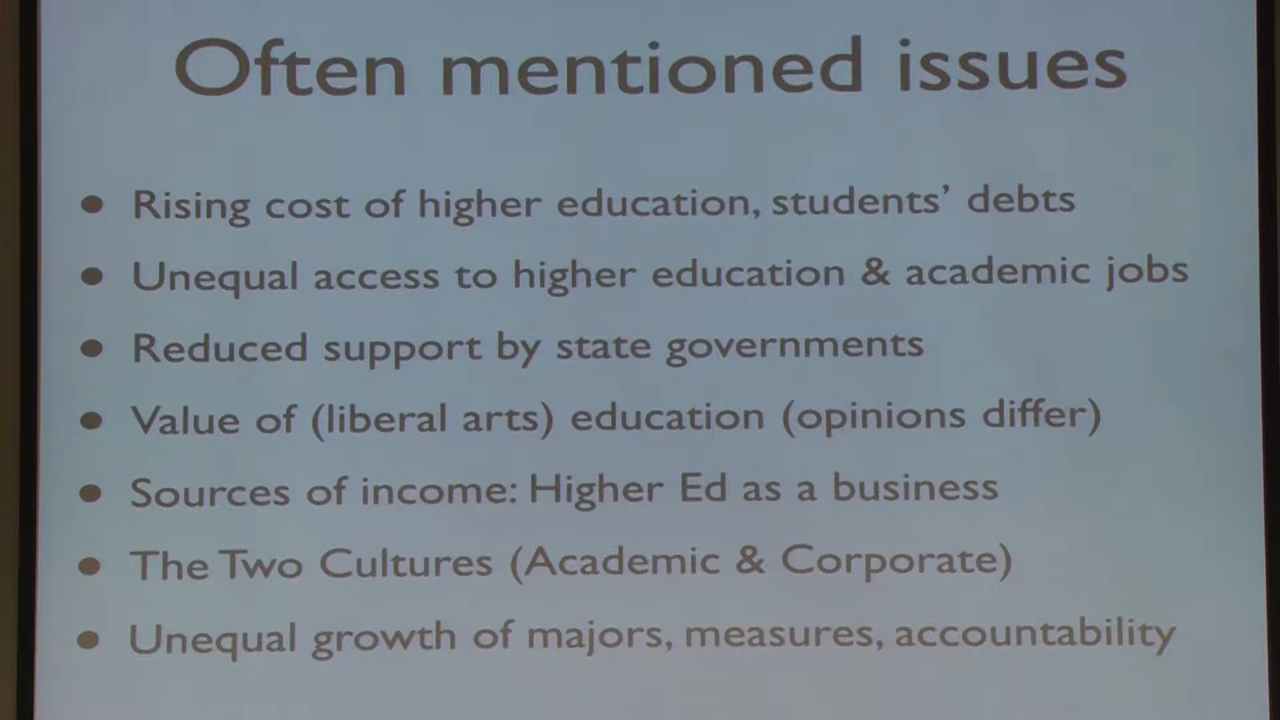 Often mentioned issues
• Rising cost of higher education, students’ debts
• Unequal access to higher education & academic jobs
• Reduced support by state governments
• Value of (liberal arts) education (opinions differ)
• Sources of income: Higher Ed as a business
• The Two Cultures (Academic & Corporate)
• Unequal growth of majors, measures, accountability